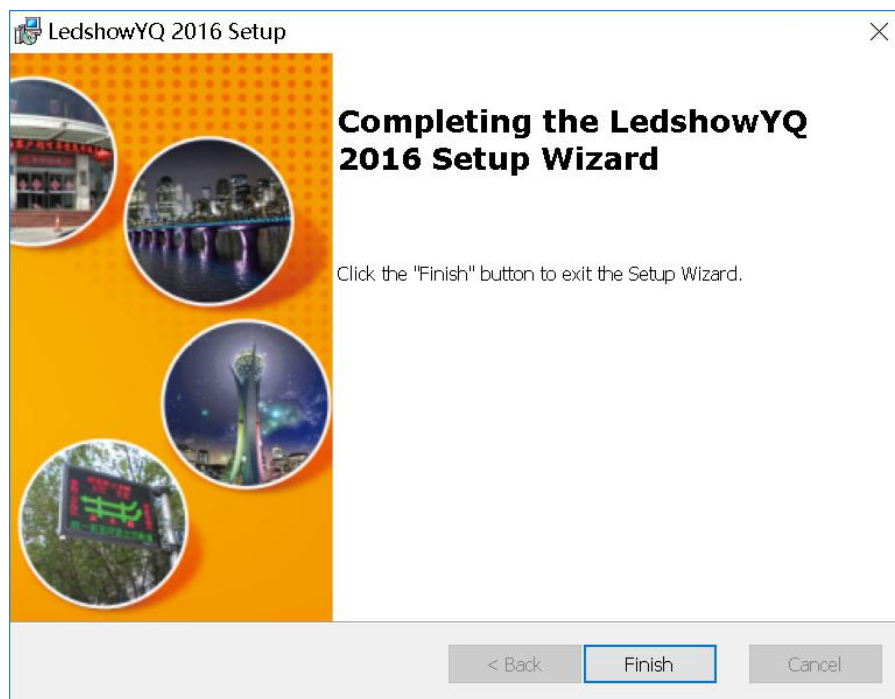 LedshowYQ 2016 Setup
Completing the LedshowYQ
2016 Setup Wizard
Click the "Finish" button to exit the Setup Wizard.
< Back
Finish
Cancel